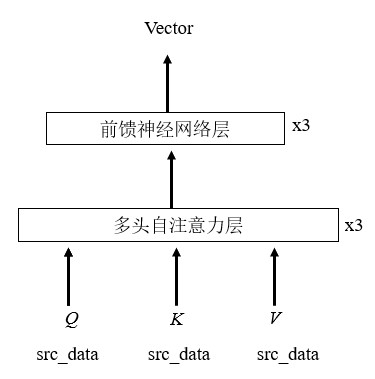 Vector
前馈神经网络层 x3
多头自注意力层 x3
Q K V
src_data src_data src_data